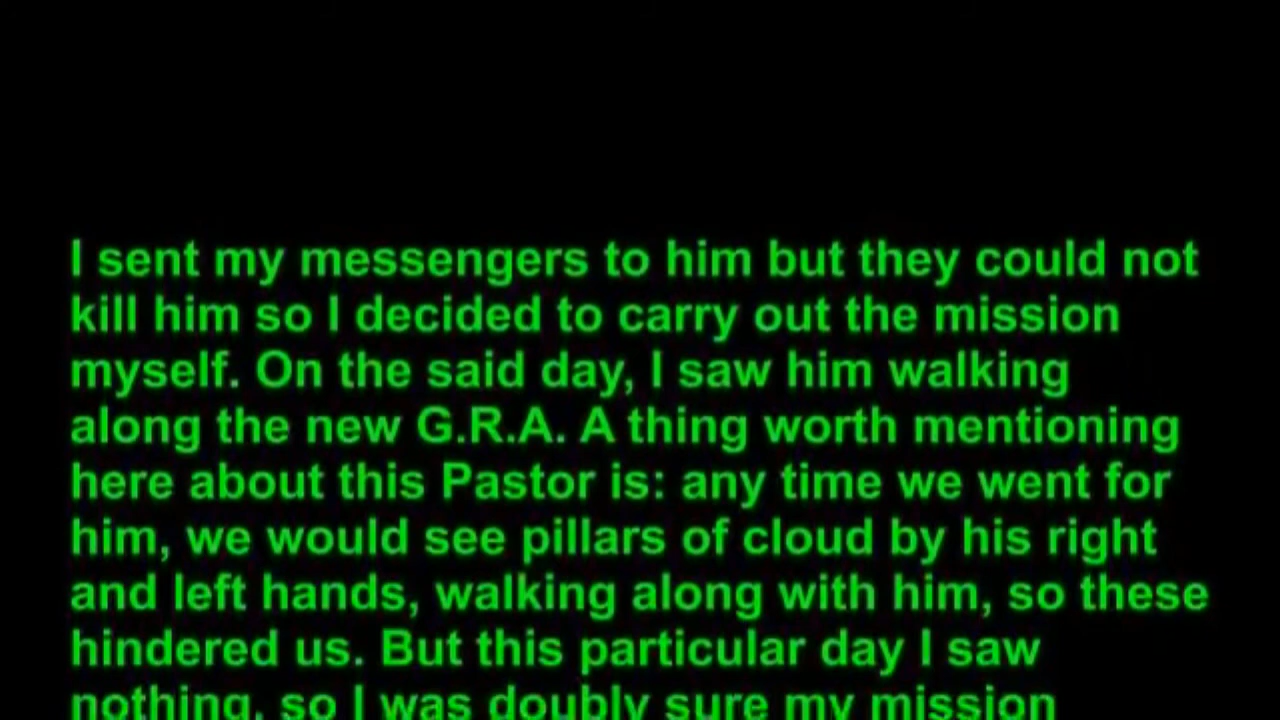 I sent my messengers to him but they could not
kill him so I decided to carry out the mission
myself. On the said day, I saw him walking
along the new G.R.A. A thing worth mentioning
here about this Pastor is: any time we went for
him, we would see pillars of cloud by his right
and left hands, walking along with him, so these
hindered us. But this particular day I saw
nothing, so I was doubly sure my mission